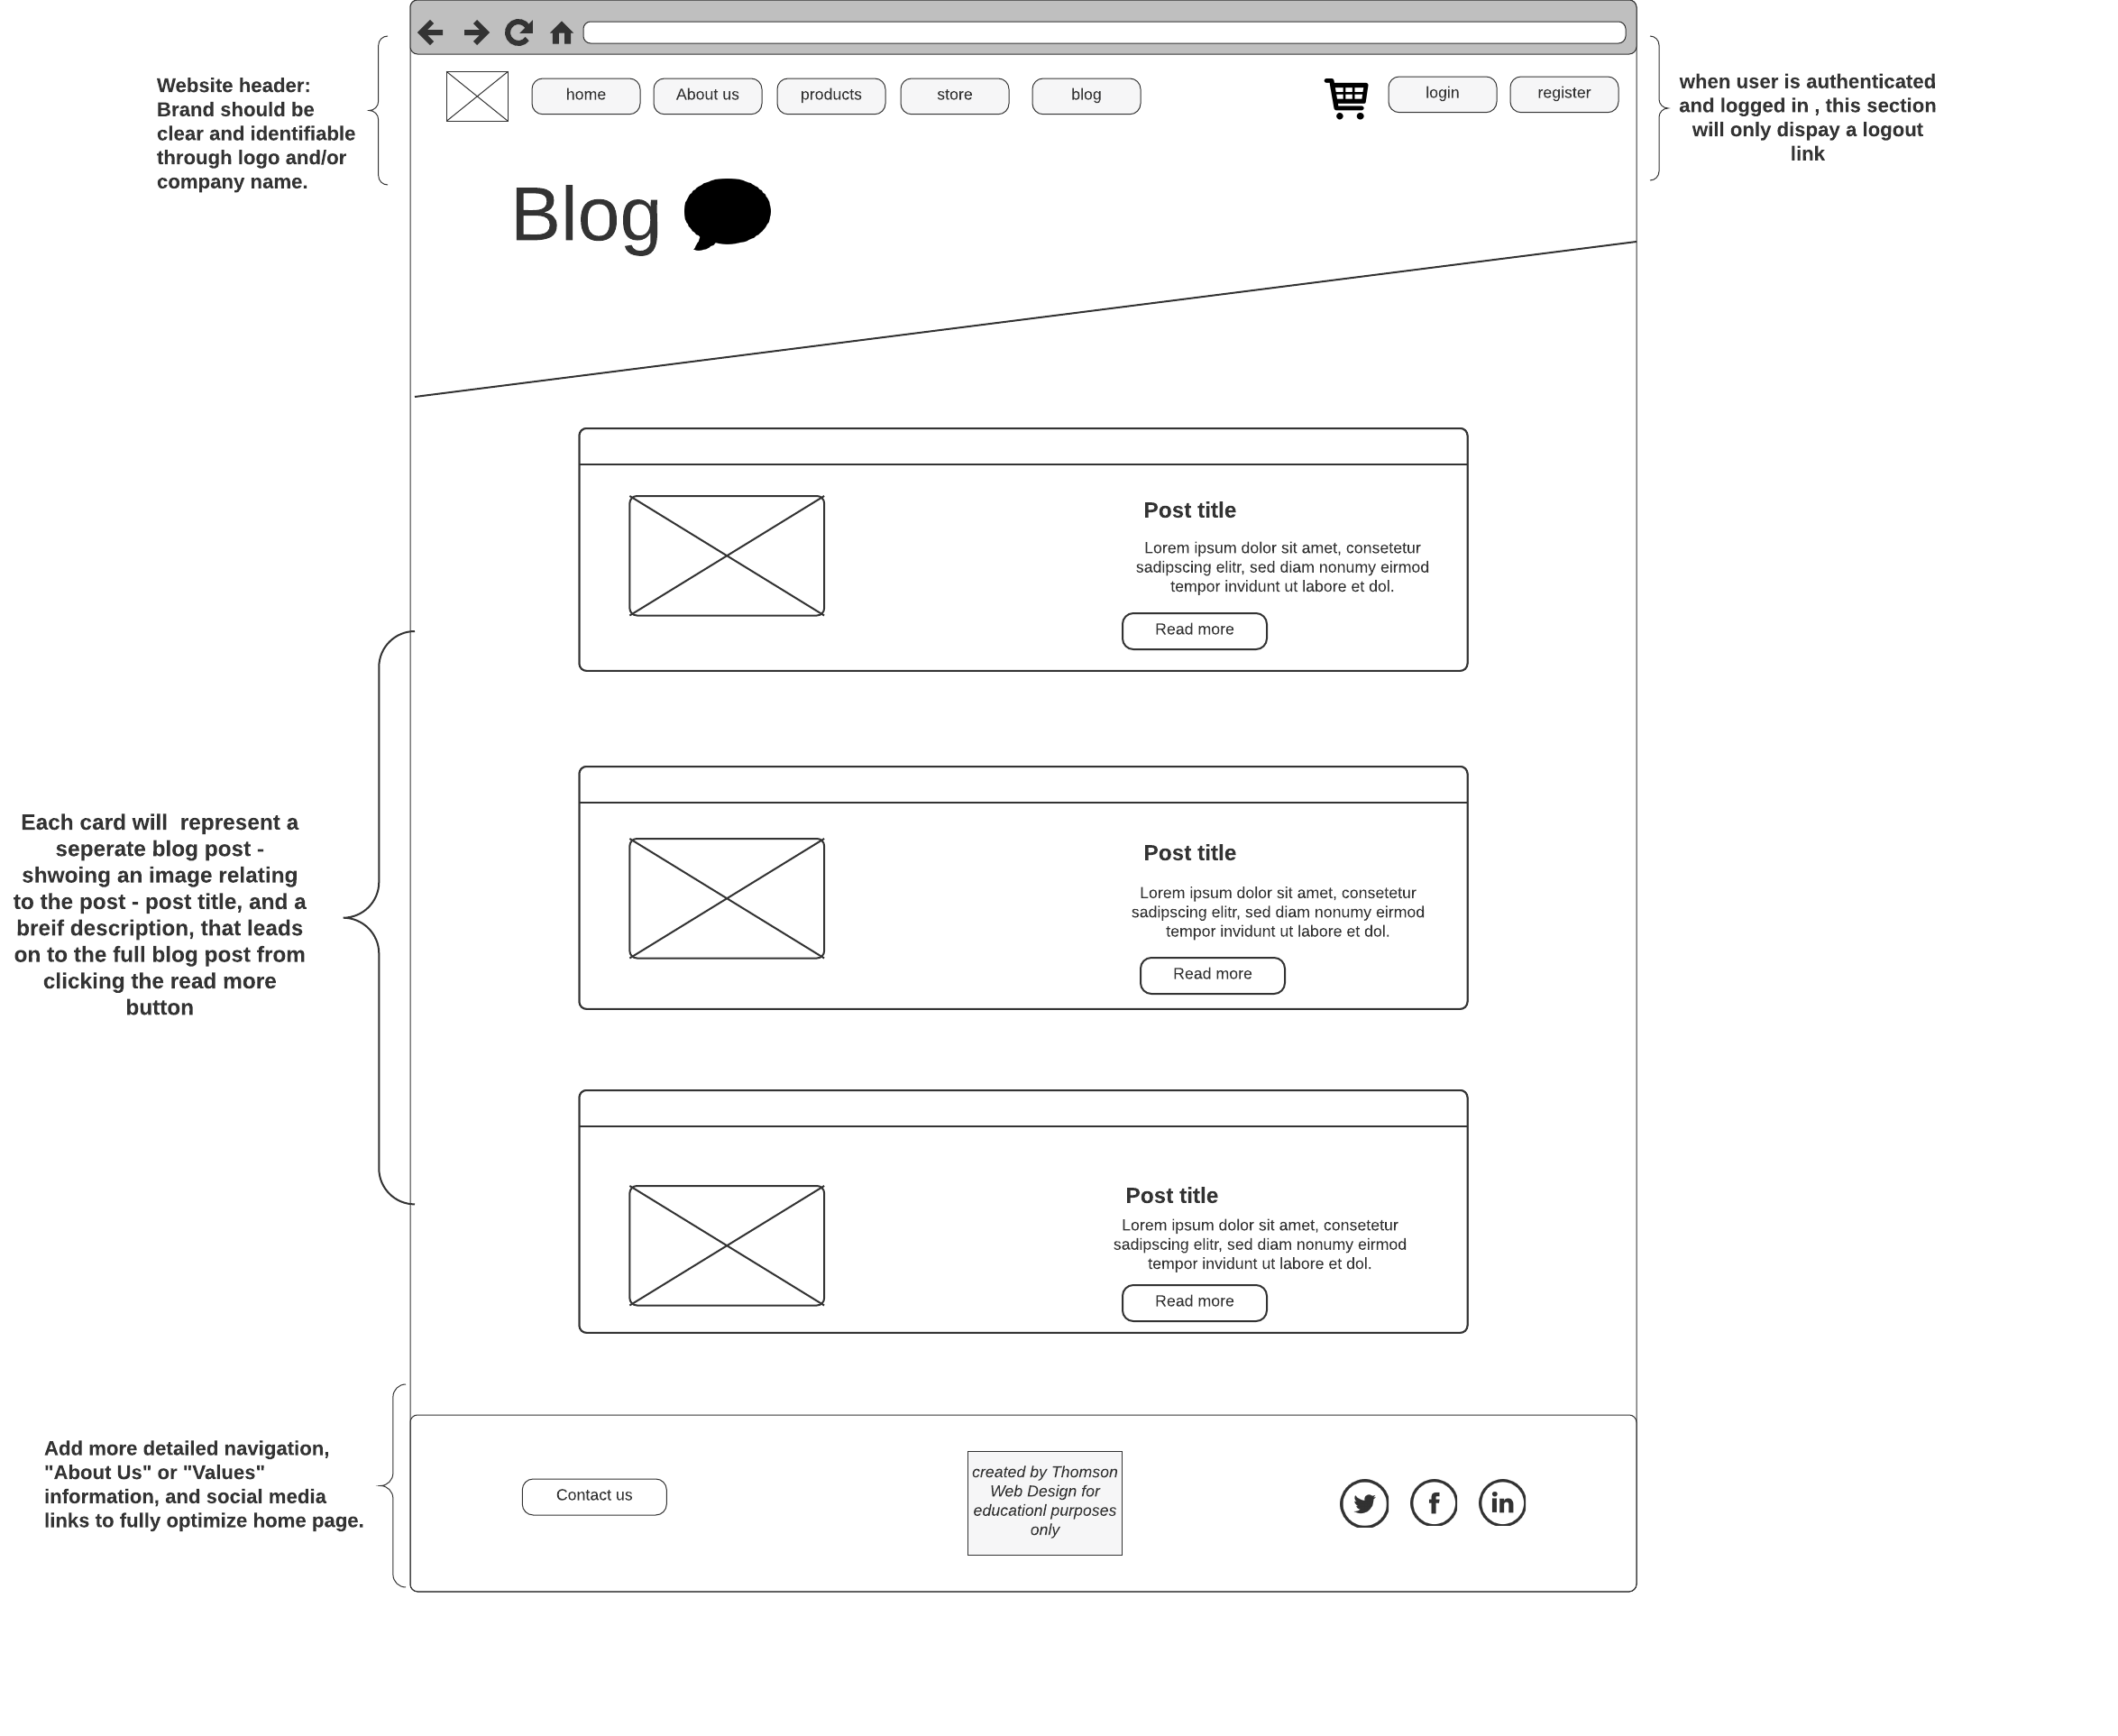 Website header:
Brand should be
clear and identifiable
through logo and/or
company name.
home
About us
products
store
blog
login
register
when user is authenticated
and logged in , this section
will only dispay a logout
link
Blog
Post title
Lorem ipsum dolor sit amet, consetetur
sadipscing elitr, sed diam nonumy eirmod
tempor invidunt ut labore et dol.
Read more
Each card will  represent a
seperate blog post -
shwoing an image relating
to the post - post title, and a
breif description, that leads
on to the full blog post from
clicking the read more
button
Post title
Lorem ipsum dolor sit amet, consetetur
sadipscing elitr, sed diam nonumy eirmod
tempor invidunt ut labore et dol.
Read more
Post title
Lorem ipsum dolor sit amet, consetetur
sadipscing elitr, sed diam nonumy eirmod
tempor invidunt ut labore et dol.
Read more
Add more detailed navigation,
"About Us" or "Values"
information, and social media
links to fully optimize home page.
Contact us
created by Thomson
Web Design for
educationl purposes
only